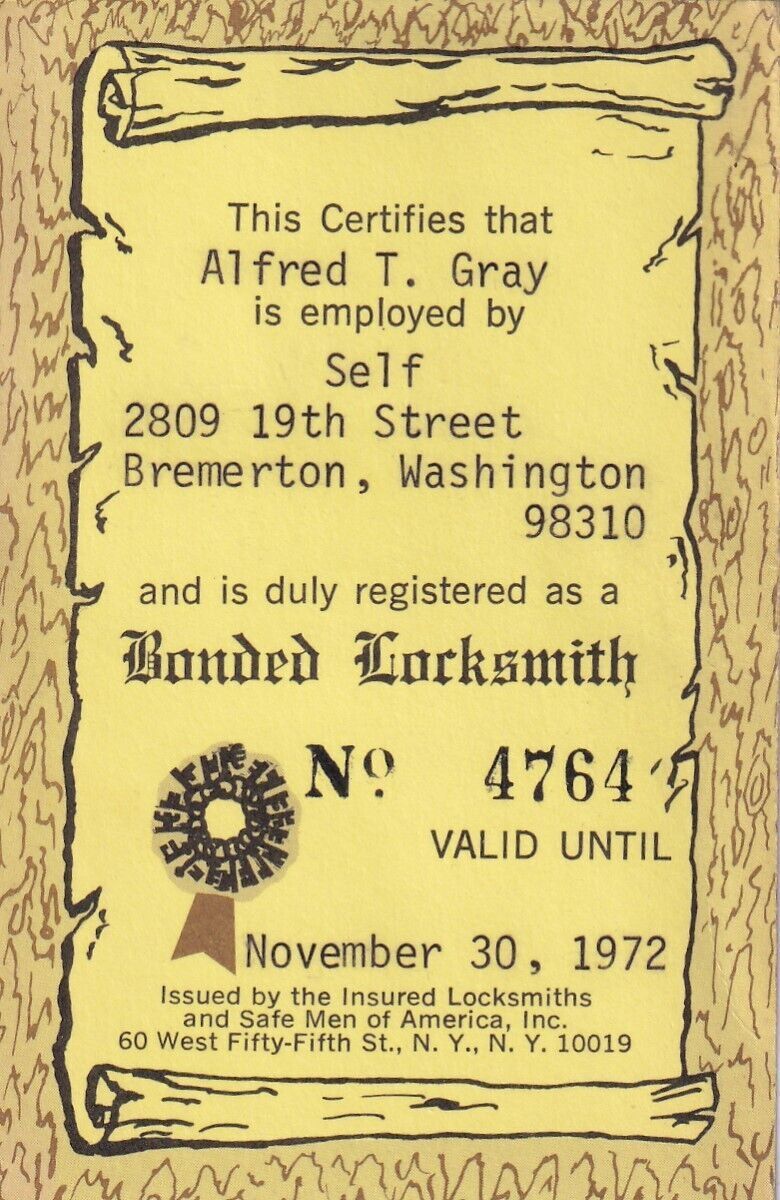 This Certifies that
Alfred T. Gray
is employed by
Self
2809 19th Street
Bremerton, Washington
98310
and is duly registered as a
Bonded Locksmith
Nº 4764
VALID UNTIL
November 30, 1972
Issued by the Insured Locksmiths
and Safe Men of America, Inc.
60 West Fifty-Fifth St., N. Y., N. Y. 10019